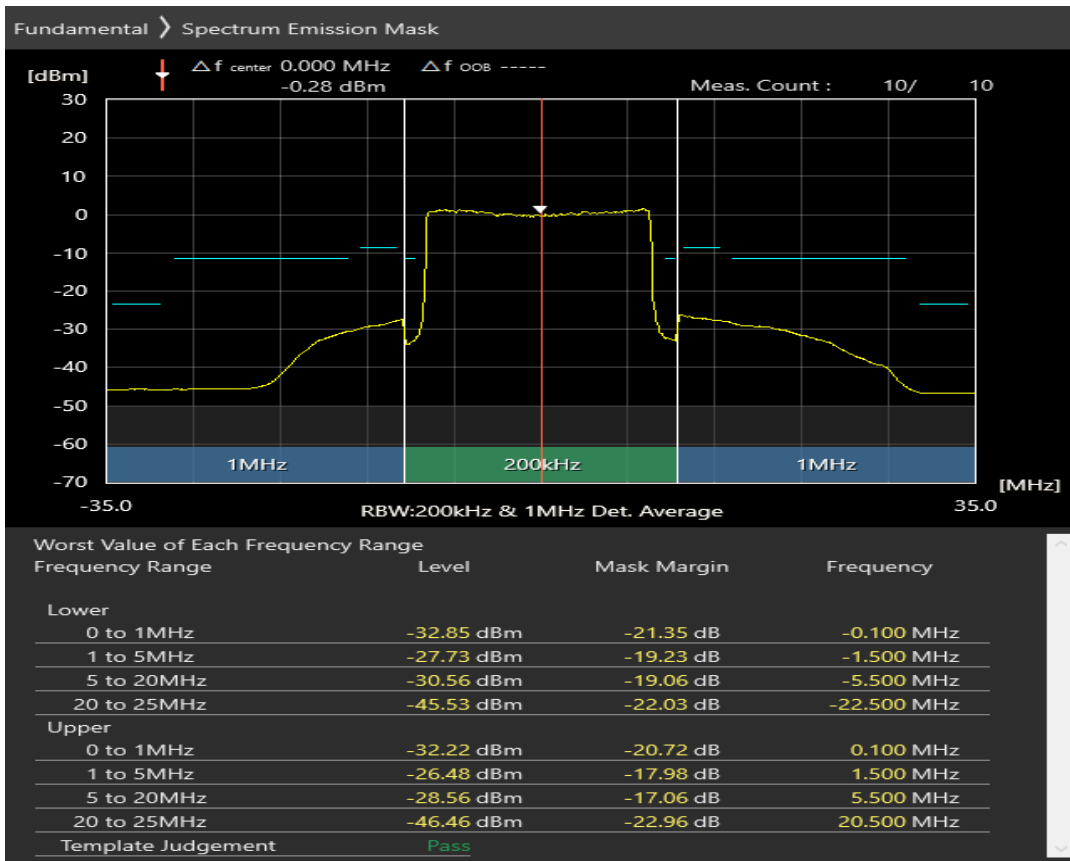 Fundamental ❯ Spectrum Emission Mask
[dBm]
△f center 0.000 MHz △f OOB -----
-0.28 dBm
Meas. Count : 10/ 10
30
20
10
0
-10
-20
-30
-40
-50
-60
-70
1MHz 200kHz 1MHz
[MHz]
-35.0 RBW:200kHz & 1MHz Det. Average 35.0
Worst Value of Each Frequency Range
Frequency Range Level Mask Margin Frequency
Lower
0 to 1MHz -32.85 dBm -21.35 dB -0.100 MHz
1 to 5MHz -27.73 dBm -19.23 dB -1.500 MHz
5 to 20MHz -30.56 dBm -19.06 dB -5.500 MHz
20 to 25MHz -45.53 dBm -22.03 dB -22.500 MHz
Upper
0 to 1MHz -32.22 dBm -20.72 dB 0.100 MHz
1 to 5MHz -26.48 dBm -17.98 dB 1.500 MHz
5 to 20MHz -28.56 dBm -17.06 dB 5.500 MHz
20 to 25MHz -46.46 dBm -22.96 dB 20.500 MHz
Template Judgement Pass